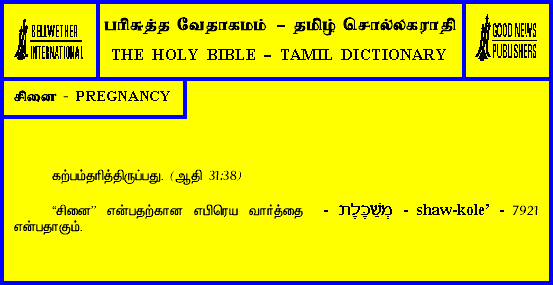 BELLWETHER
INTERNATIONAL
பரிசுத்த வேதாகமம் – தமிழ் சொல்லகராதி
THE HOLY BIBLE – TAMIL DICTIONARY
GOOD NEWS
PUBLISHERS
சினை - PREGNANCY
கற்பம்தரித்திருப்பது. (ஆதி 31:38)
“சினை” என்பதற்கான எபிரெய வார்த்தை - מְשַׁכֶּלֶת - shaw-kole’ - 7921
என்பதாகும்.